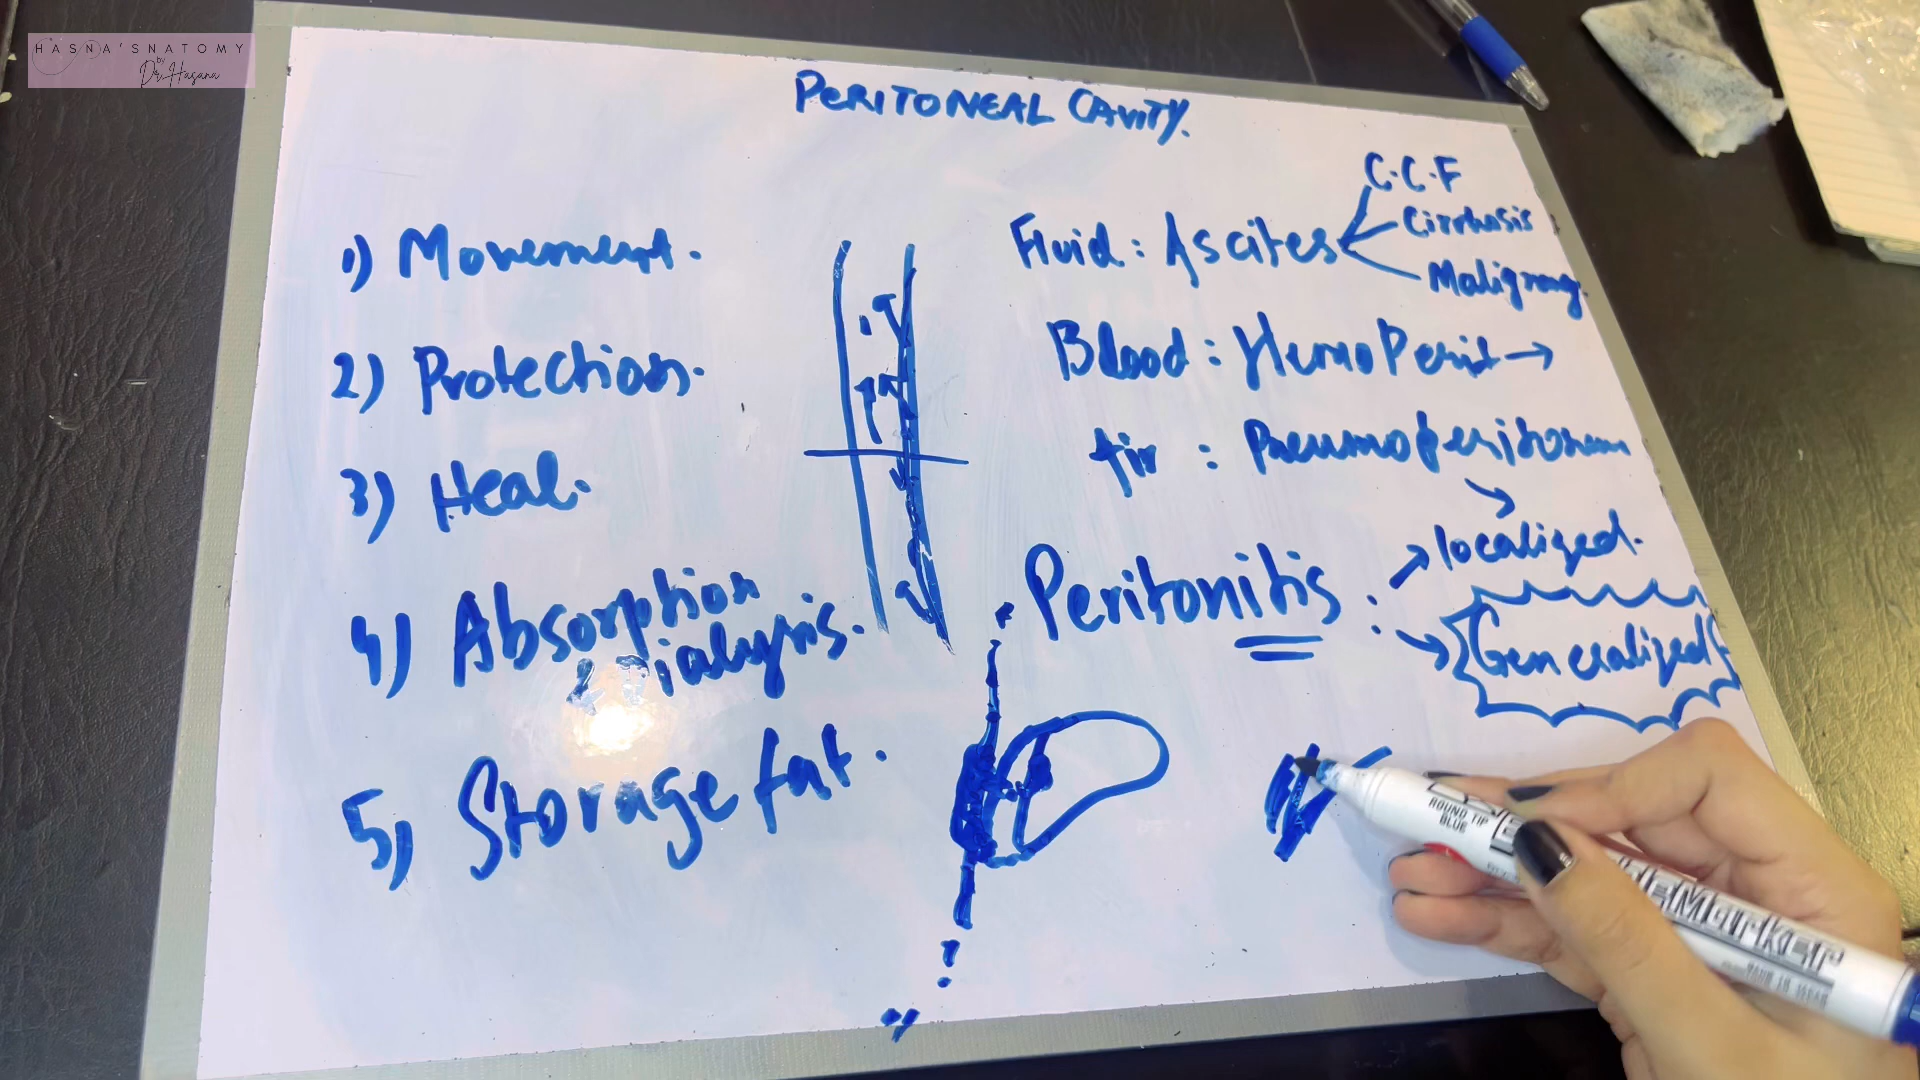 HASNA'SNATOMY
by
Dr. Hasana
PERITONEAL CAVITY.
1) Movement.
2) Protection.
3) Heal.
4) Absorption
& Dialysis.
5) Storage fat.
C.C.F
Fluid : Ascites
Cirrhosis
Malignancy.
Blood : HemoPerit →
Air : Pneumoperitoneum
Peritonitis :
localized.
Generalized
ROUND TIP
BLUE